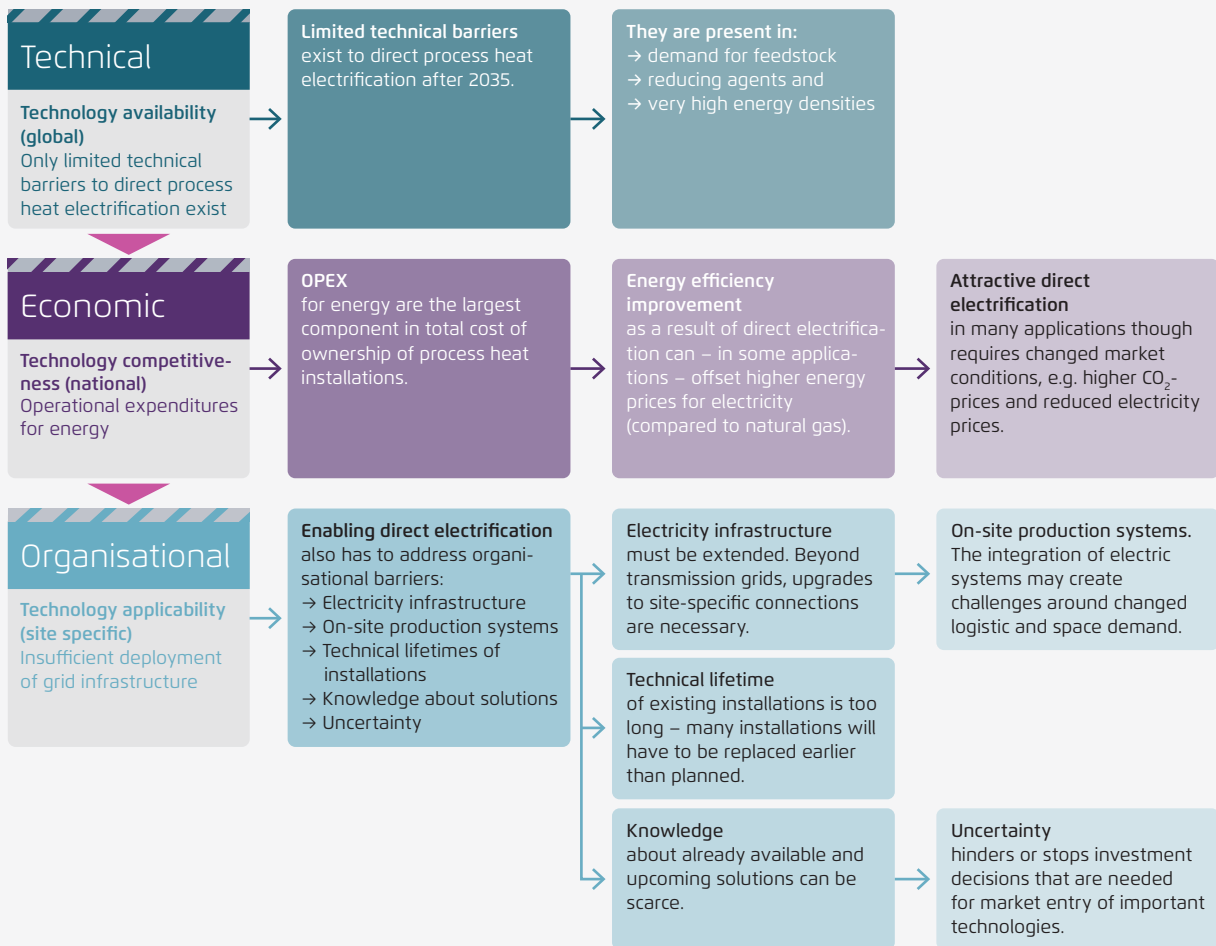 Technical
Technology availability
(global)
Only limited technical
barriers to direct process
heat electrification exist
Limited technical barriers
exist to direct process heat
electrification after 2035.
They are present in:
→ demand for feedstock
→ reducing agents and
→ very high energy densities
Economic
Technology competitive-
ness (national)
Operational expenditures
for energy
OPEX
for energy are the largest
component in total cost of
ownership of process heat
installations.
Energy efficiency
improvement
as a result of direct electrifica-
tion can – in some applica-
tions – offset higher energy
prices for electricity
(compared to natural gas).
Attractive direct
electrification
in many applications though
requires changed market
conditions, e.g. higher CO₂-
prices and reduced electricity
prices.
Organisational
Technology applicability
(site specific)
Insufficient deployment
of grid infrastructure
Enabling direct electrification
also has to address organi-
sational barriers:
→ Electricity infrastructure
→ On-site production systems
→ Technical lifetimes of
installations
→ Knowledge about solutions
→ Uncertainty
Electricity infrastructure
must be extended. Beyond
transmission grids, upgrades
to site-specific connections
are necessary.
On-site production systems.
The integration of electric
systems may create
challenges around changed
logistic and space demand.
Technical lifetime
of existing installations is too
long – many installations will
have to be replaced earlier
than planned.
Knowledge
about already available and
upcoming solutions can be
scarce.
Uncertainty
hinders or stops investment
decisions that are needed
for market entry of important
technologies.